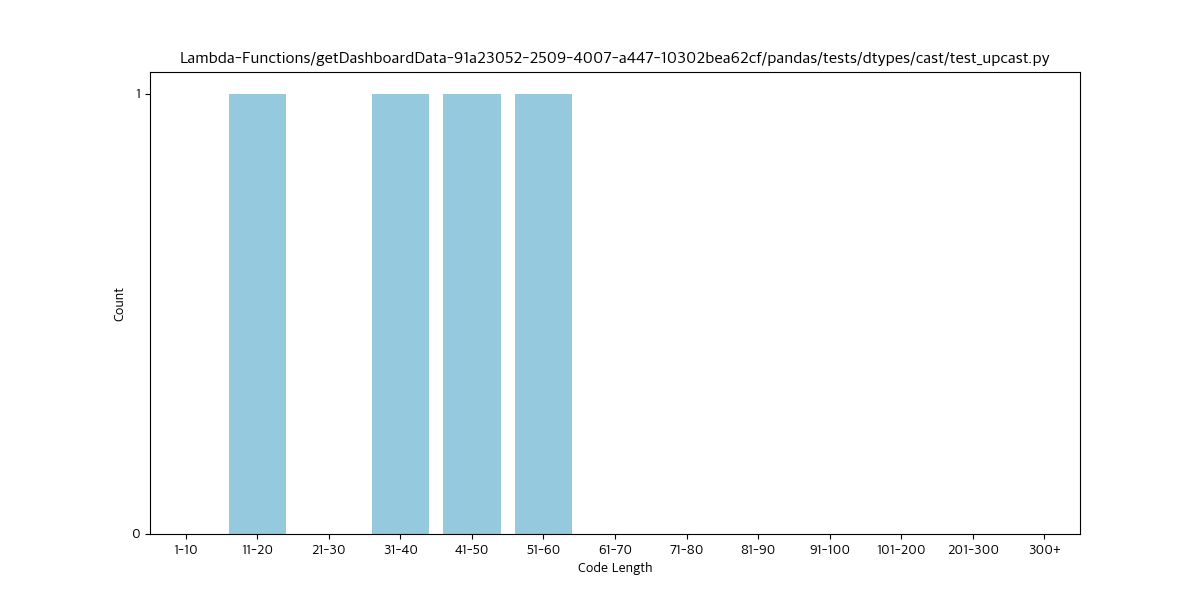 Lambda-Functions/getDashboardData-91a23052-2509-4007-a447-10302bea62cf/pandas/tests/dtypes/cast/test_upcast.py
1
Count
0
1-10 11-20 21-30 31-40 41-50 51-60 61-70 71-80 81-90 91-100 101-200 201-300 300+
Code Length